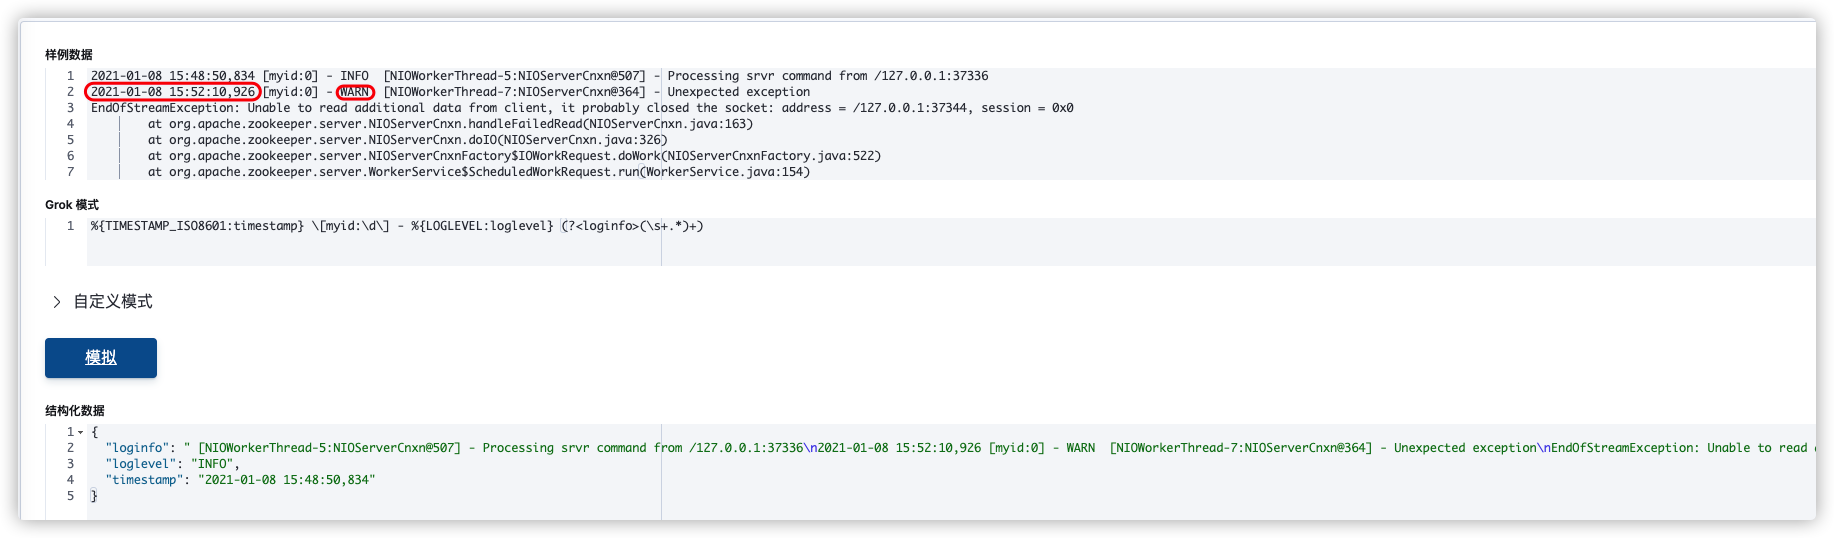 样例数据
1 2021-01-08 15:48:50,834 [myid:0] - INFO  [NIOWorkerThread-5:NIOServerCnxn@507] - Processing srvr command from /127.0.0.1:37336
2 2021-01-08 15:52:10,926 [myid:0] - WARN  [NIOWorkerThread-7:NIOServerCnxn@364] - Unexpected exception
3 EndOfStreamException: Unable to read additional data from client, it probably closed the socket: address = /127.0.0.1:37344, session = 0x0
4 at org.apache.zookeeper.server.NIOServerCnxn.handleFailedRead(NIOServerCnxn.java:163)
5 at org.apache.zookeeper.server.NIOServerCnxn.doIO(NIOServerCnxn.java:326)
6 at org.apache.zookeeper.server.NIOServerCnxnFactory$IOWorkRequest.doWork(NIOServerCnxnFactory.java:522)
7 at org.apache.zookeeper.server.WorkerService$ScheduledWorkRequest.run(WorkerService.java:154)
Grok 模式
1 %{TIMESTAMP_ISO8601:timestamp} \[myid:\d\] - %{LOGLEVEL:loglevel} (?<loginfo>(\s+.*)+)
自定义模式
模拟
结构化数据
1 {
2 "loginfo": " [NIOWorkerThread-5:NIOServerCnxn@507] - Processing srvr command from /127.0.0.1:37336\n2021-01-08 15:52:10,926 [myid:0] - WARN  [NIOWorkerThread-7:NIOServerCnxn@364] - Unexpected exception\nEndOfStreamException: Unable to read
3 "loglevel": "INFO",
4 "timestamp": "2021-01-08 15:48:50,834"
5 }